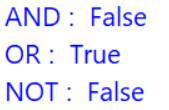 AND :  False
OR :  True
NOT :  False